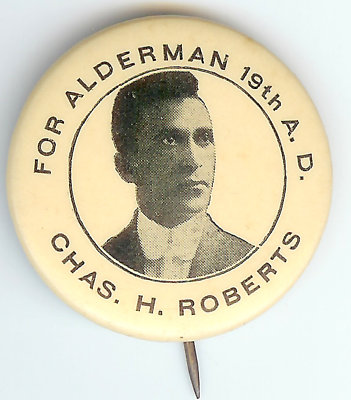 FOR ALDERMAN 19th A.D.
CHAS. H. ROBERTS